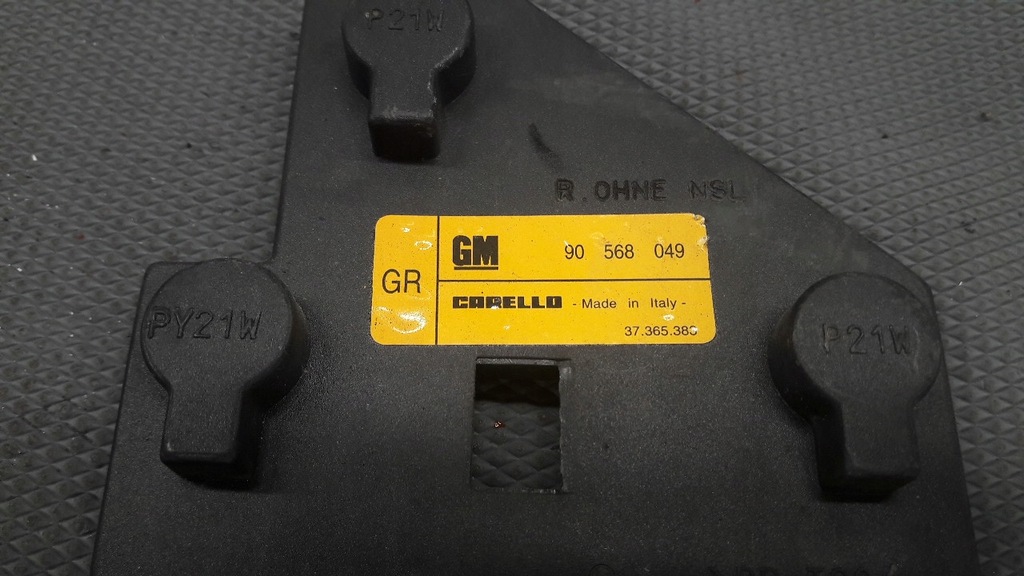 P21W
R.OHNE NSL
GR
GM 90 568 049
CARELLO - Made in Italy -
37.365.380
PY21W
P21W